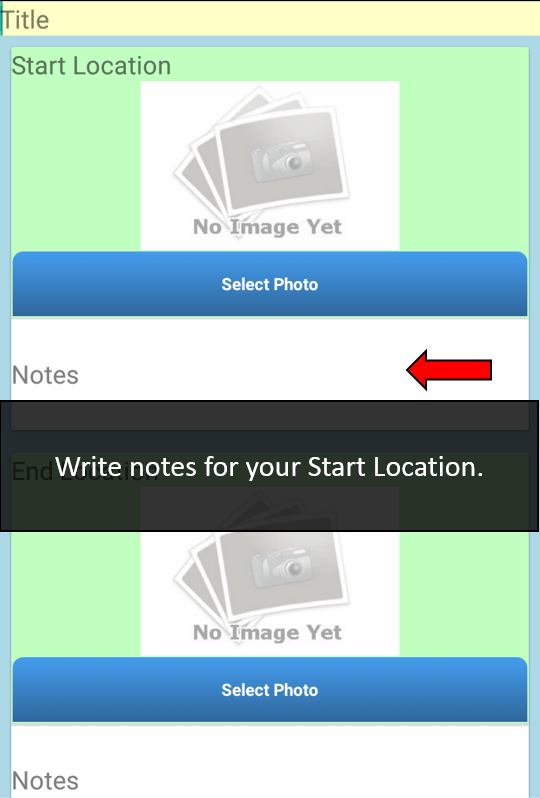 Title
Start Location
No Image Yet
Select Photo
Notes
Write notes for your Start Location.
End Location
No Image Yet
Select Photo
Notes